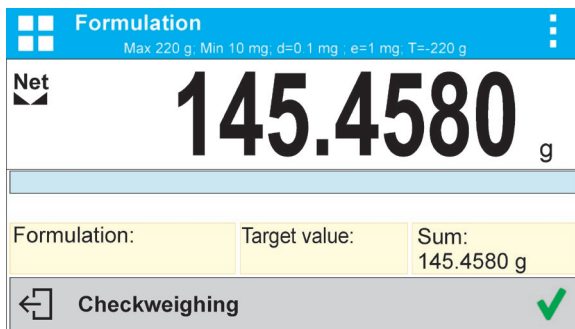 Formulation
Max 220 g; Min 10 mg; d=0.1 mg ; e=1 mg; T=-220 g
Net
145.4580 g
Formulation:
Target value:
Sum:
145.4580 g
Checkweighing